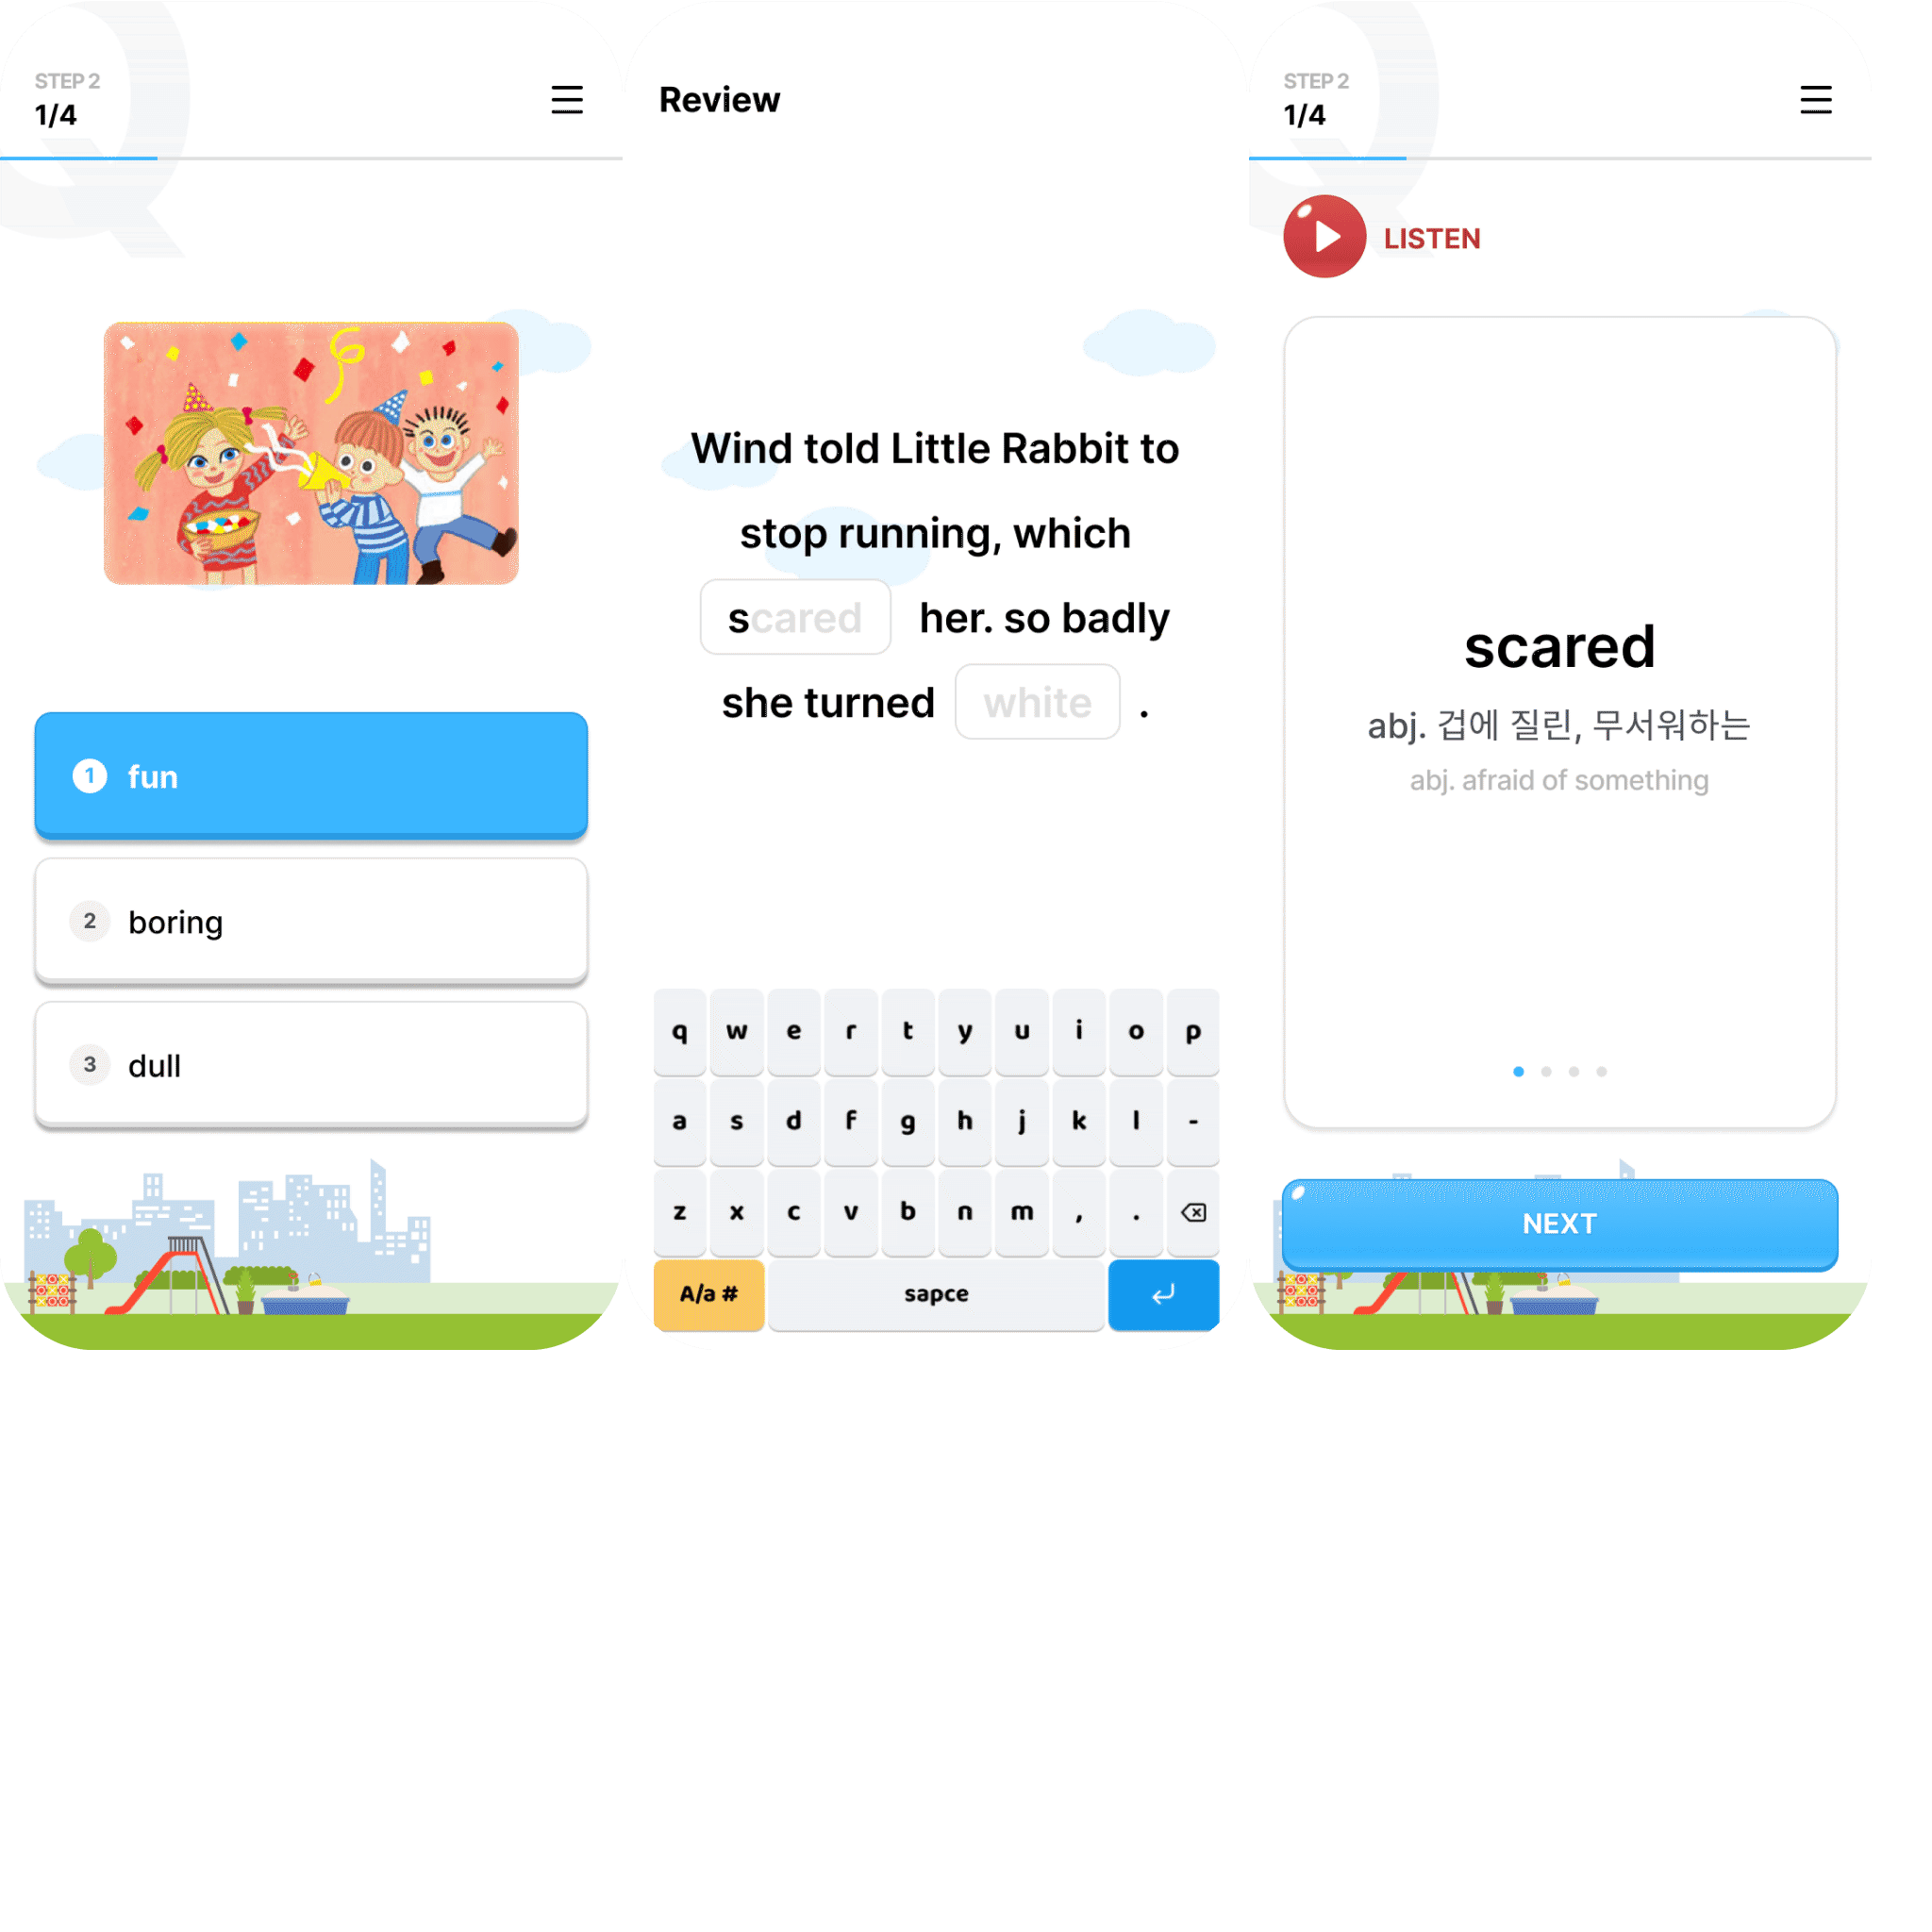 STEP 2
1/4
1 fun
2 boring
3 dull
Review
Wind told Little Rabbit to
stop running, which
scared her. so badly
she turned white .
q w e r t y u i o p
a s d f g h j k l -
z x c v b n m , .
A/a # sapce
STEP 2
1/4
LISTEN
scared
abj. 겁에 질린, 무서워하는
abj. afraid of something
NEXT